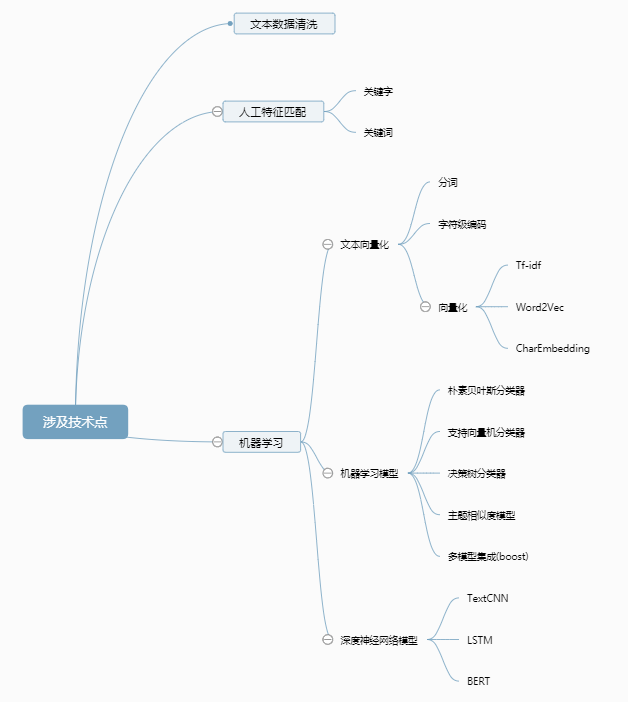 文本数据清洗
人工特征匹配
关键字
关键词
分词
字符级编码
文本向量化
向量化
Tf-idf
Word2Vec
CharEmbedding
涉及技术点
机器学习
朴素贝叶斯分类器
支持向量机分类器
机器学习模型
决策树分类器
主题相似度模型
多模型集成(boost)
深度神经网络模型
TextCNN
LSTM
BERT